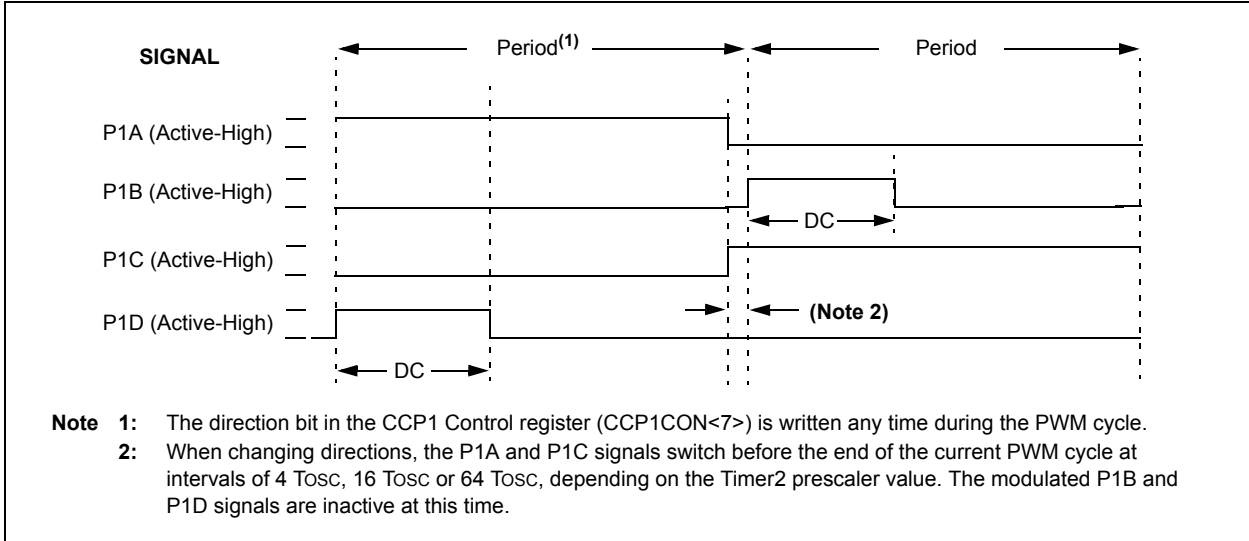 SIGNAL
Period(1)
Period
P1A (Active-High)
P1B (Active-High)
DC
P1C (Active-High)
P1D (Active-High)
(Note 2)
DC
Note 1: The direction bit in the CCP1 Control register (CCP1CON<7>) is written any time during the PWM cycle.
2: When changing directions, the P1A and P1C signals switch before the end of the current PWM cycle at
intervals of 4 TOSC, 16 TOSC or 64 TOSC, depending on the Timer2 prescaler value. The modulated P1B and
P1D signals are inactive at this time.